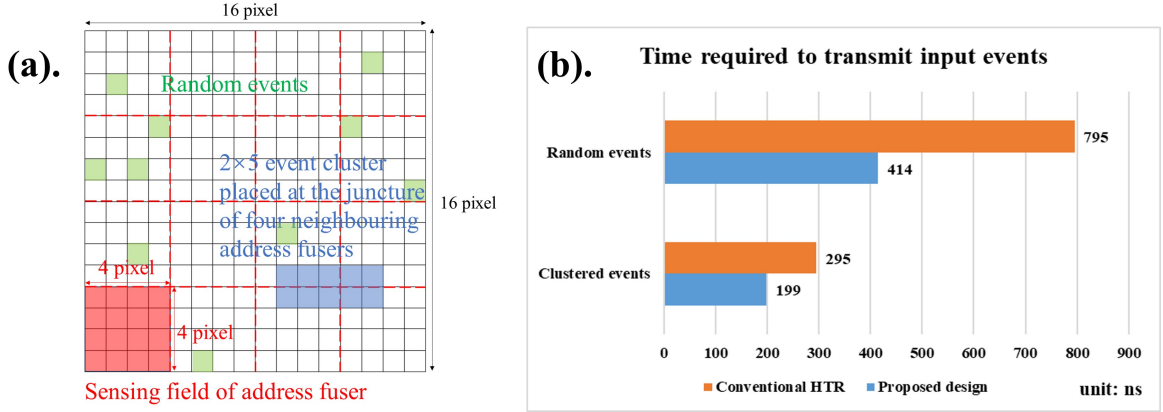 16 pixel
(a).
Random events
2×5 event cluster
placed at the juncture
of four neighbouring
address fusers
16 pixel
4 pixel
4 pixel
Sensing field of address fuser
(b).
Time required to transmit input events
Random events
795
414
Clustered events
295
199
0 100 200 300 400 500 600 700 800 900
Conventional HTR Proposed design unit: ns